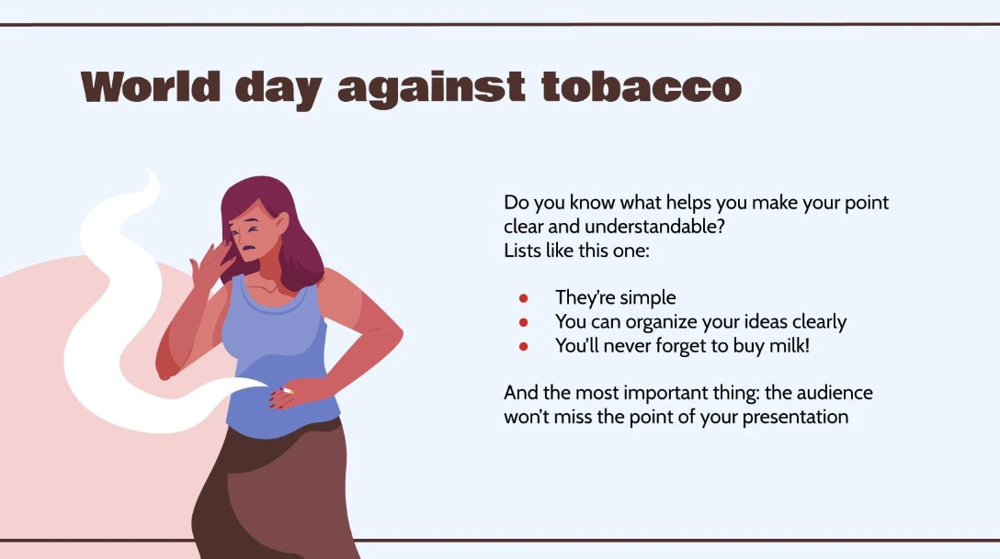 World day against tobacco
Do you know what helps you make your point
clear and understandable?
Lists like this one:
● They’re simple
● You can organize your ideas clearly
● You’ll never forget to buy milk!
And the most important thing: the audience
won’t miss the point of your presentation